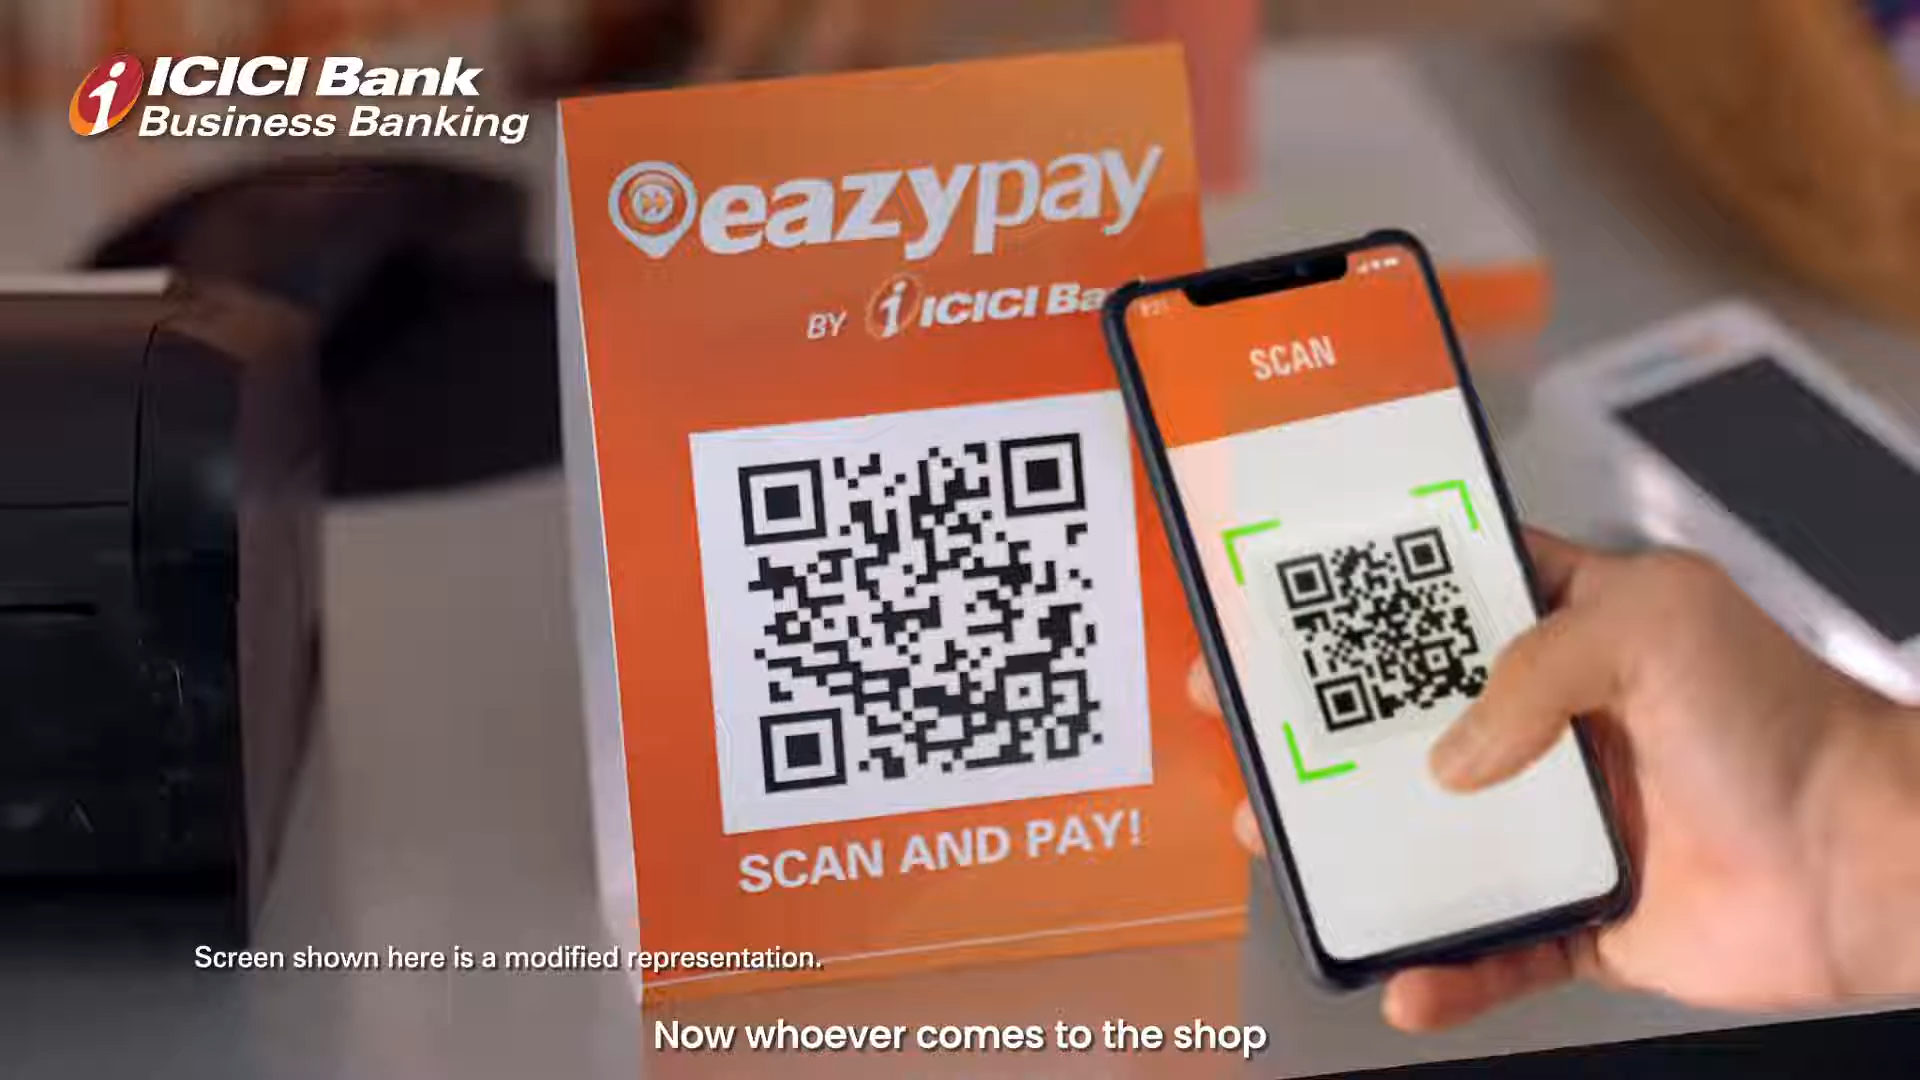 ICICI Bank
Business Banking
eazypay
BY ICICI Ba
SCAN
SCAN AND PAY!
Screen shown here is a modified representation.
Now whoever comes to the shop